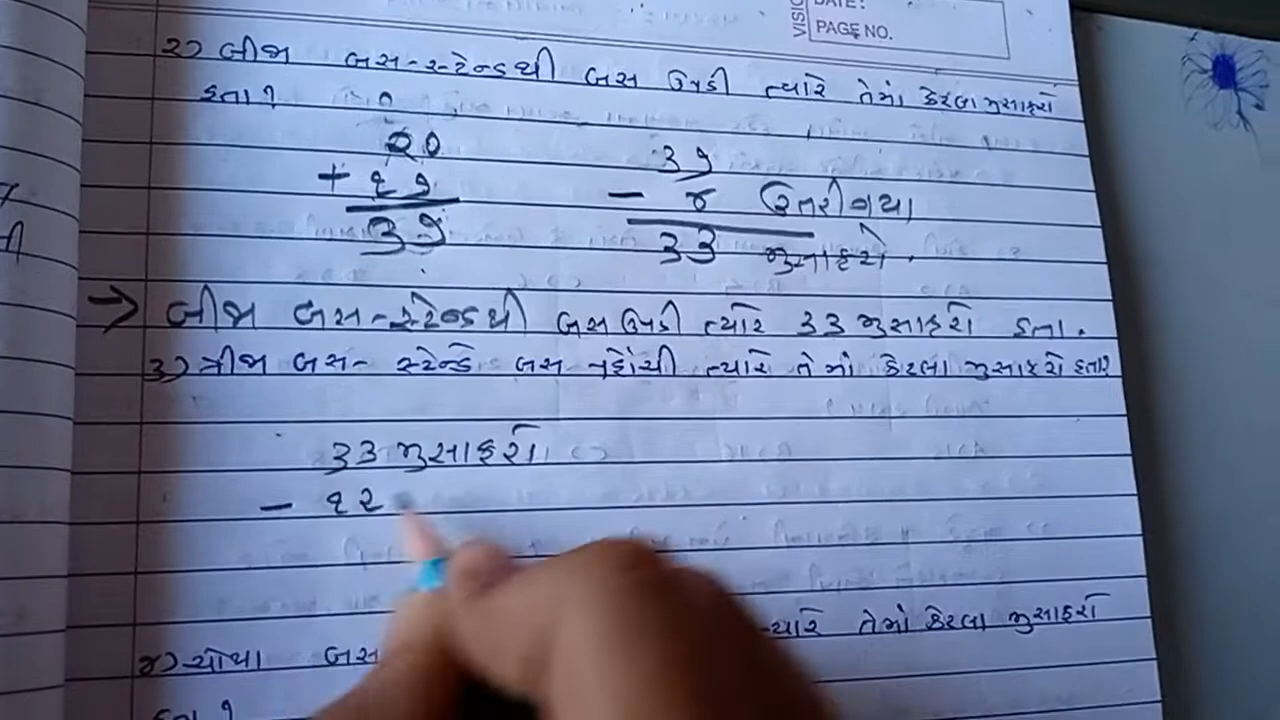 DATE:
PAGE NO.
૨) બીજા બસ-સ્ટેન્ડથી બસ ઉપડી ત્યારે તેમાં કેટલા મુસાફરો
હતા ?
૨૦ ૩૭
+ ૧૭ - ૪ ઉતરી ગયા
૩૭ ૩૩ મુસાફરો.
→ બીજા બસ-સ્ટેન્ડથી બસ ઉપડી ત્યારે ૩૩ મુસાફરો હતા.
૩) ત્રીજા બસ-સ્ટેન્ડે બસ પહોંચી ત્યારે તેમાં કેટલા મુસાફરો હતા?
૩૩ મુસાફરો
- ૧૨
૪) ચોથા બસ ત્યારે તેમાં કેટલા મુસાફરો
હતા ?